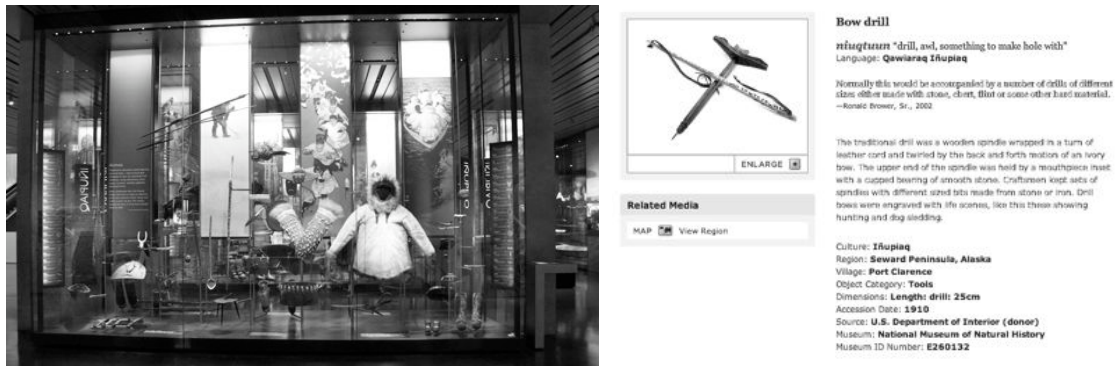 Bow drill
niuqtuun "drill, awl, something to make hole with"
Language: Qawiaraq Iñupiaq
Normally this would be accompanied by a number of drills of different
sizes either made with stone, chert, flint or some other hard material.
—Ronald Brower, Sr., 2002
The traditional drill was a wooden spindle wrapped in a turn of
leather cord and twirled by the back and forth motion of an ivory
bow. The upper end of the spindle was held by a mouthpiece inset
with a cupped bearing of smooth stone. Craftsmen kept sets of
spindles with different sized bits made from stone or iron. Drill
bows were engraved with life scenes, like this these showing
hunting and dog sledding.
Culture: Iñupiaq
Region: Seward Peninsula, Alaska
Village: Port Clarence
Object Category: Tools
Dimensions: Length: drill: 25cm
Accession Date: 1910
Source: U.S. Department of Interior (donor)
Museum: National Museum of Natural History
Museum ID Number: E260132
ENLARGE +
Related Media
MAP View Region